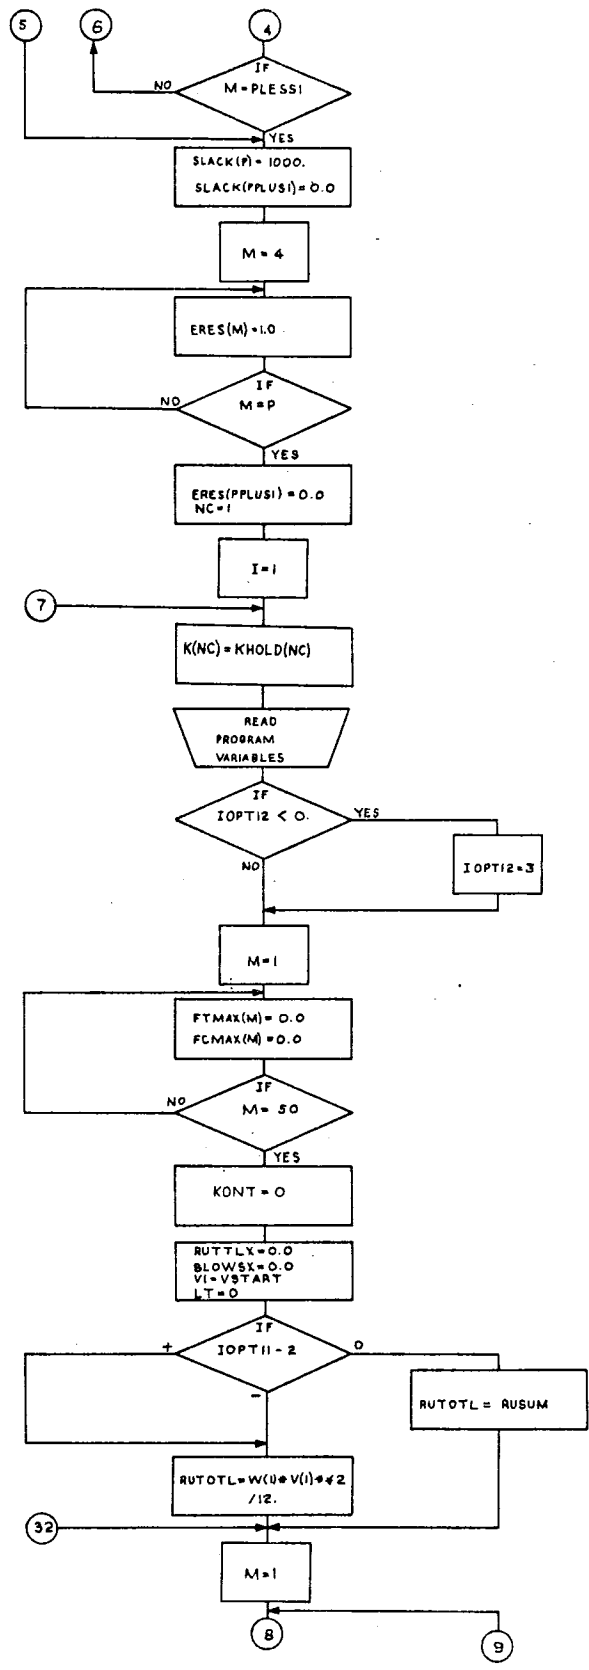 5
6
4
IF
M=PLESS1
NO
YES
SLACK(P)= 1000.
SLACK(PPLUS1)= 0.0
M = 4
ERES(M)=1.0
IF
M=P
NO
YES
ERES(PPLUS1)=0.0
NC=1
I=1
7
K(NC)=KHOLD(NC)
READ
PROGRAM
VARIABLES
IF
IOPT12 < 0.
YES
NO
IOPT12=3
M=1
FTMAX(M)= 0.0
FCMAX(M)=0.0
IF
M= 50
NO
YES
KONT = 0
RUTTLX=0.0
BLOWSX=0.0
V1=VSTART
LT=0
IF
IOPT11-2
+
0
-
RUTOTL= RUSUM
RUTOTL=W(1)*V(1)**2
/12.
32
M=1
8
9